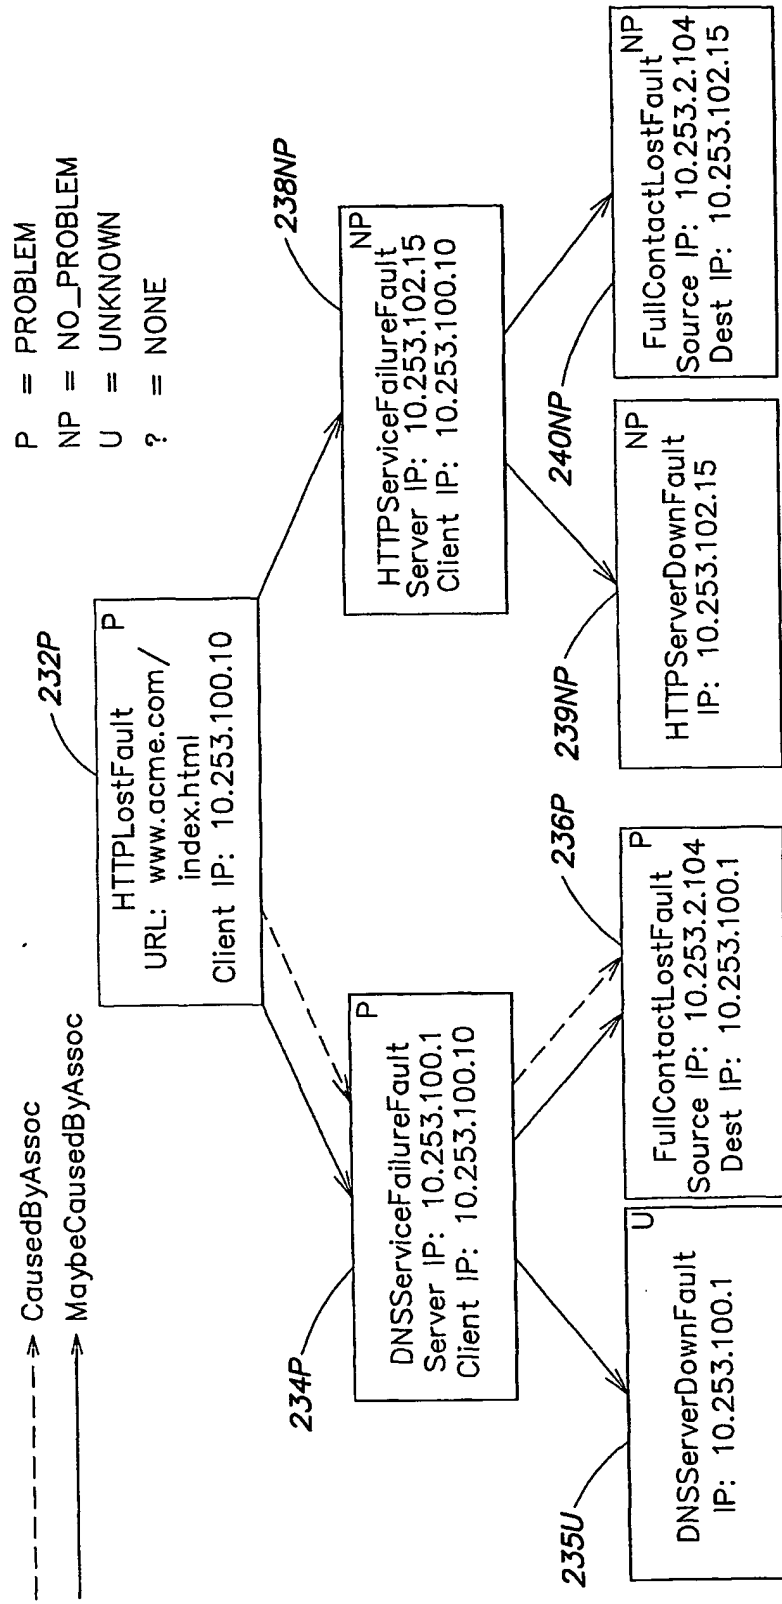 CausedByAssoc
MaybeCausedByAssoc
P = PROBLEM
NP = NO_PROBLEM
U = UNKNOWN
? = NONE
232P
HTTPLostFault
P
URL: www.acme.com/
index.html
Client IP: 10.253.100.10
234P
DNSServiceFailureFault
P
Server IP: 10.253.100.1
Client IP: 10.253.100.10
238NP
HTTPServiceFailureFault
NP
Server IP: 10.253.102.15
Client IP: 10.253.100.10
235U
DNSServerDownFault
U
IP: 10.253.100.1
236P
FullContactLostFault
P
Source IP: 10.253.2.104
Dest IP: 10.253.100.1
239NP
HTTPServerDownFault
NP
IP: 10.253.102.15
240NP
FullContactLostFault
NP
Source IP: 10.253.2.104
Dest IP: 10.253.102.15